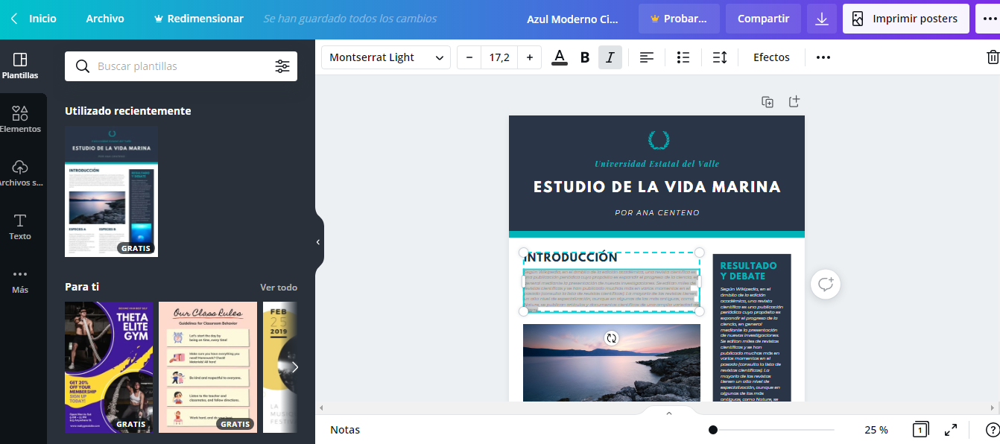 Inicio
Archivo
Redimensionar
Se han guardado todos los cambios
Azul Moderno Ci...
Probar...
Compartir
Imprimir posters
Plantillas
Elementos
Archivos s...
Texto
Más
Buscar plantillas
Utilizado recientemente
ESTUDIO DE LA VIDA MARINA
INTRODUCCIÓN
RESULTADO
Y DEBATE
ESPECIES A
ESPECIES B
GRATIS
Para ti
Ver todo
THETA
ELITE
GYM
GET 20%
OFF YOUR
MEMBERSHIP
SIGN UP
TODAY!
GRATIS
Our Class Rules
Guidelines for Classroom Behavior
Let's start the day by
being on time, every time!
Make sure you have everything you
need! Homework? Check!
Materials? All here!
Be kind and respectful to everyone.
Listen to the teacher and
classmates, and follow directions.
Work hard, and do
GRATIS
FEB
25
2019
LA
MUSIC
FESTIV
Montserrat Light
17,2
A
B
I
Efectos
Universidad Estatal del Valle
ESTUDIO DE LA VIDA MARINA
POR ANA CENTENO
INTRODUCCIÓN
Según Wikipedia, en el ámbito de la edición académica, una revista científica es
una publicación periódica cuyo propósito es expandir el progreso de la ciencia, en
general mediante la presentación de nuevas investigaciones. Se editan miles de
revistas científicas y se han publicado muchas más en varios momentos en el
pasado (consulta la lista de revistas científicas). La mayoría de las revistas tienen
un alto nivel de especialización, aunque en algunas de las más antiguas, como
Nature, se publican artículos y documentos científicos de una amplia variedad de
RESULTADO
Y DEBATE
Según Wikipedia, en el
ámbito de la edición
académica, una revista
científica es una publicación
periódica cuyo propósito es
expandir el progreso de la
ciencia, en general
mediante la presentación
de nuevas investigaciones.
Se editan miles de revistas
científicas y se han
publicado muchas más en
varios momentos en el
pasado (consulta la lista de
revistas científicas). La
mayoría de las revistas
tienen un alto nivel de
especialización, aunque en
algunas de las más
antiguas, como Nature, se
Notas
25 %
1